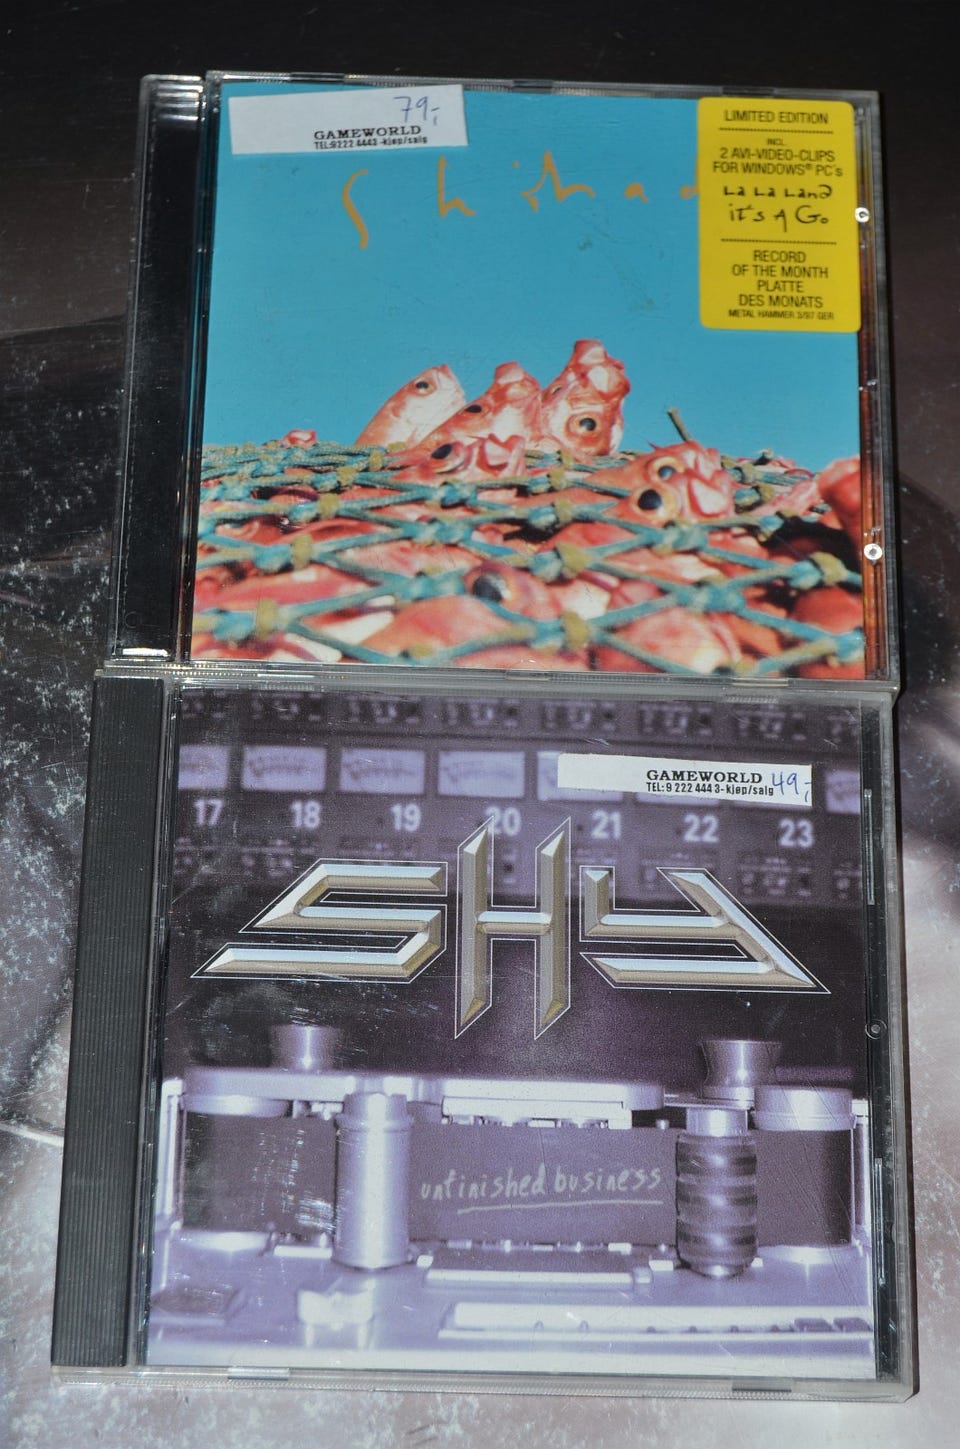 79,-
GAMEWORLD
TEL:9222 4443 -kjøp/salg
Shihad
LIMITED EDITION
INCL.
2 AVI-VIDEO-CLIPS
FOR WINDOWS® PC's
La La Land
it's A Go
RECORD
OF THE MONTH
PLATTE
DES MONATS
METAL HAMMER 3/97 GER
GAMEWORLD 49,-
TEL:9 222 444 3-kjøp/salg
17 18 19 20 21 22 23
SHY
unfinished business